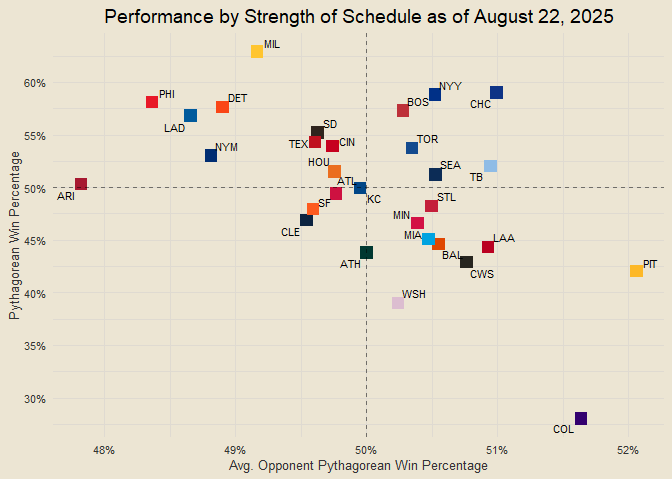 Performance by Strength of Schedule as of August 22, 2025
MIL
60%
NYY
PHI
DET
BOS
CHC
LAD
55%
SD
TEX
CIN
TOR
NYM
HOU
SEA
TB
ATL
50%
ARI
KC
STL
SF
MIN
CLE
MIA
LAA
45%
BAL
ATH
CWS
PIT
40%
WSH
35%
30%
COL
48%
49%
50%
51%
52%
Avg. Opponent Pythagorean Win Percentage
Pythagorean Win Percentage